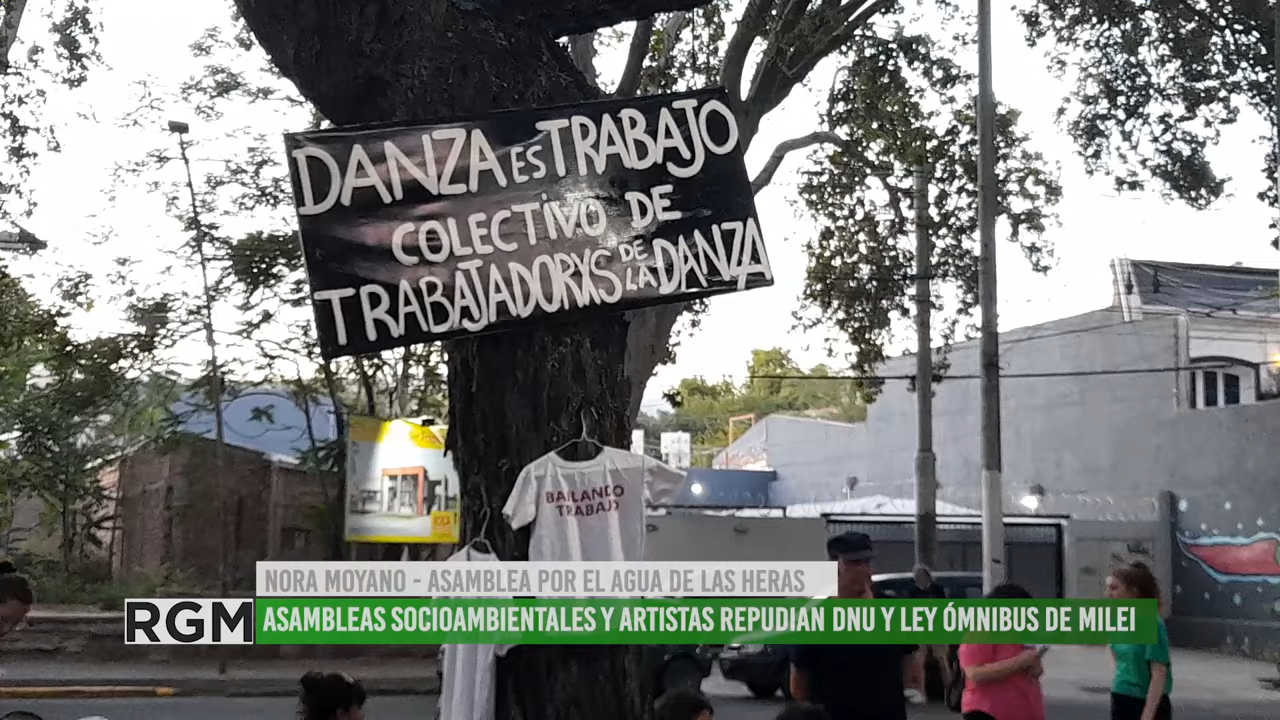 DANZA ES TRABAJO
COLECTIVO DE
TRABAJADORXS DE LA DANZA
BAILANDO
TRABAJO
NORA MOYANO - ASAMBLEA POR EL AGUA DE LAS HERAS
RGM
ASAMBLEAS SOCIOAMBIENTALES Y ARTISTAS REPUDIAN DNU Y LEY ÓMNIBUS DE MILEI